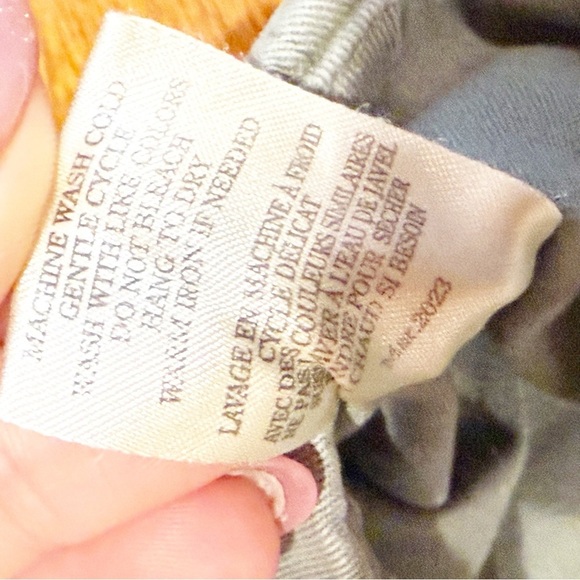 MACHINE WASH COLD
GENTLE CYCLE
WASH WITH LIKE COLORS
DO NOT BLEACH
HANG TO DRY
WARM IRON IF NEEDED
LAVAGE EN MACHINE À FROID
CYCLE DÉLICAT
AVEC DES COULEURS SIMILAIRES
NE PAS LAVER À L'EAU DE JAVEL
POUR SÉCHER
CHAUD SI BESOIN
Mar.2023